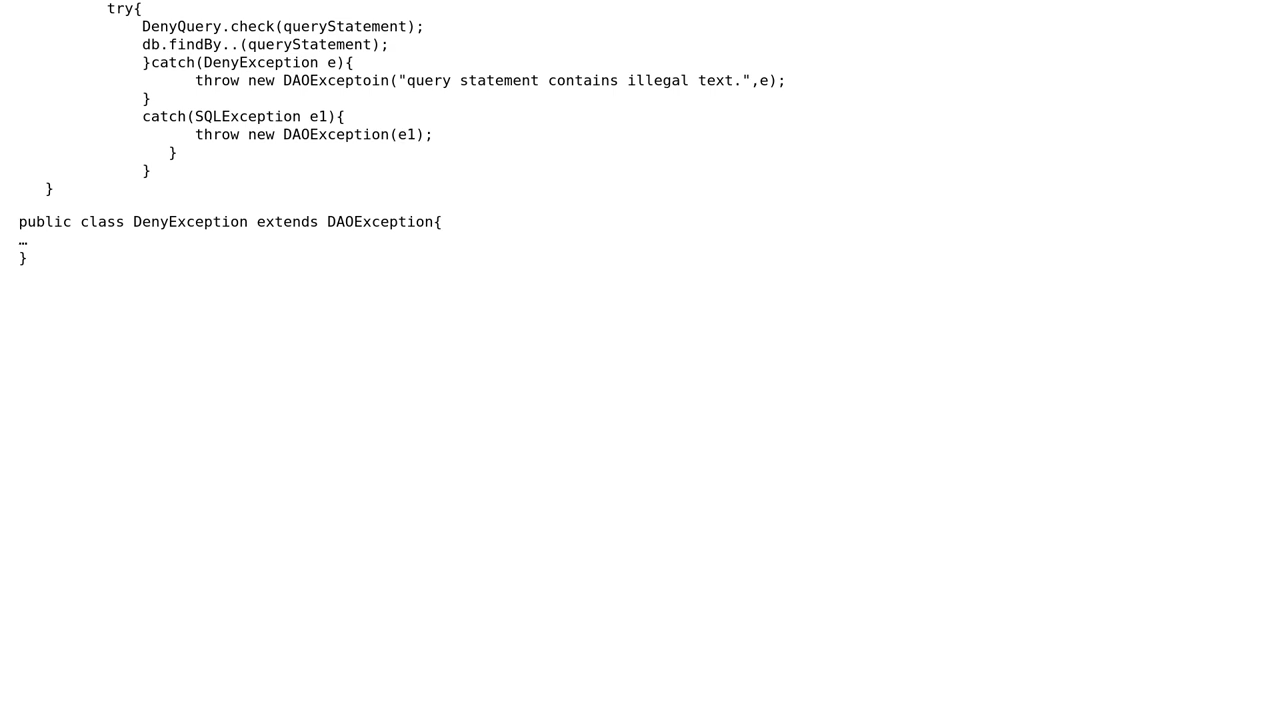 try{
DenyQuery.check(queryStatement);
db.findBy..(queryStatement);
}catch(DenyException e){
throw new DAOExceptoin("query statement contains illegal text.",e);
}
catch(SQLException e1){
throw new DAOException(e1);
}
}
}
public class DenyException extends DAOException{
…
}